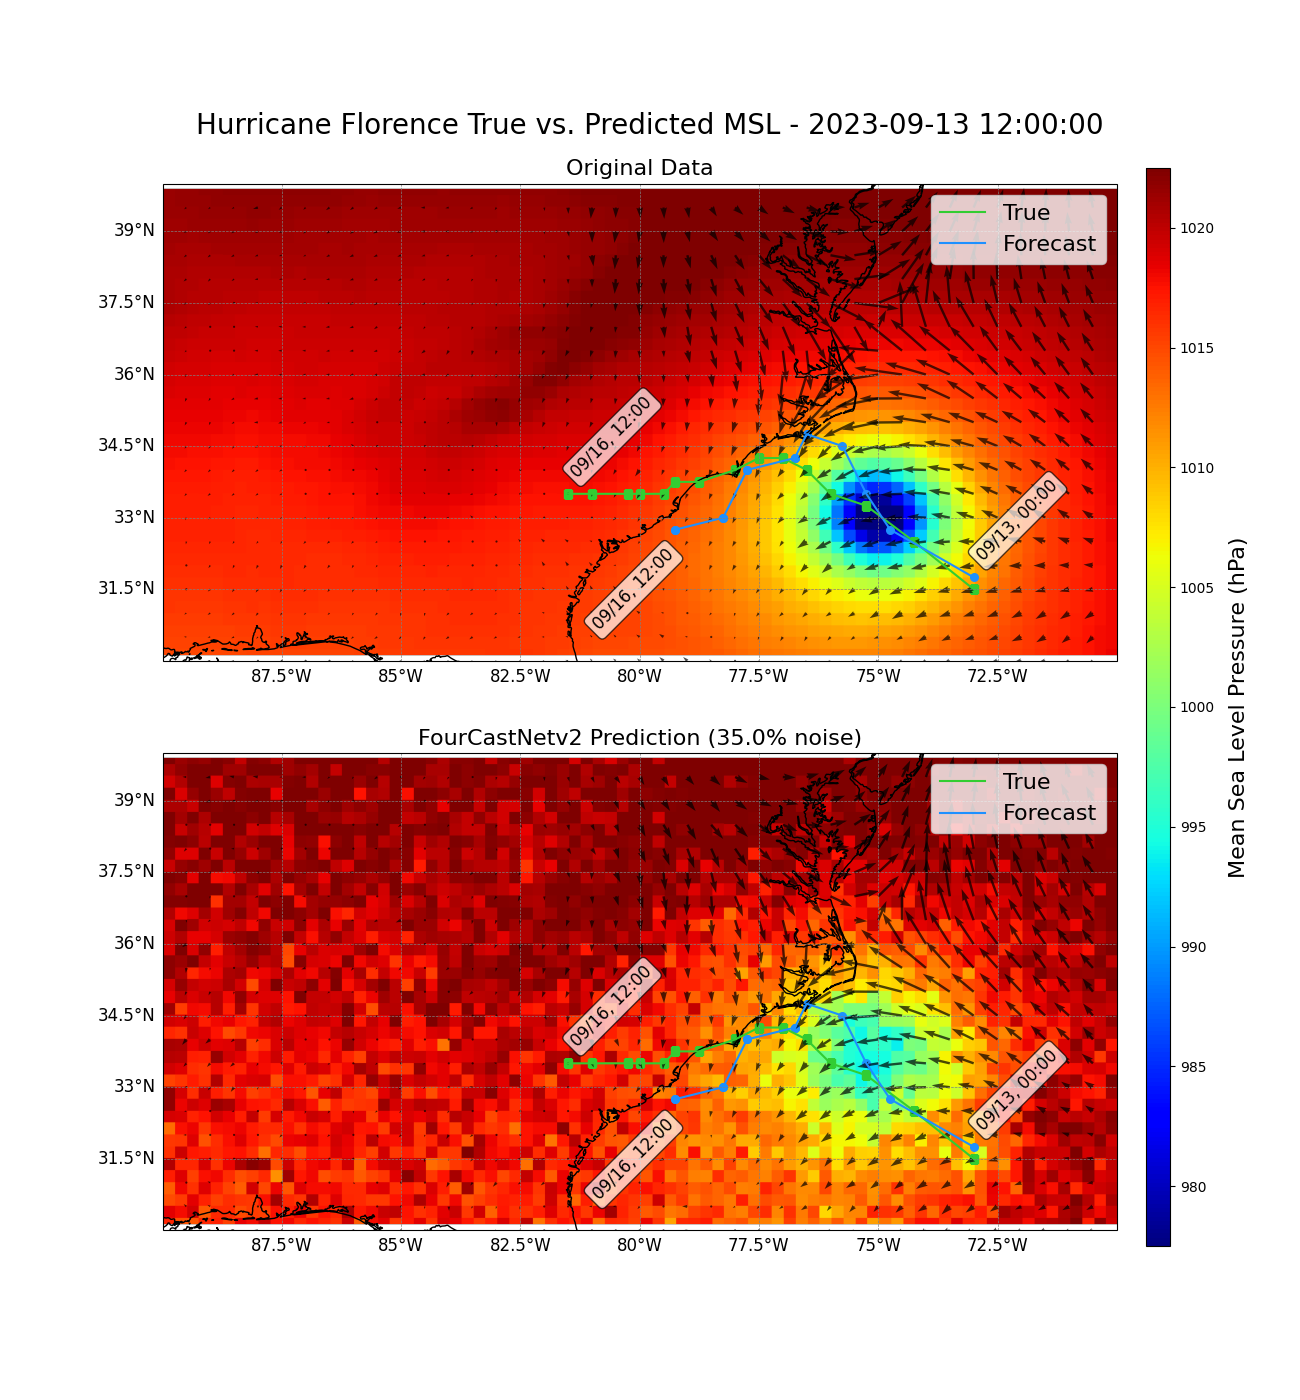 Hurricane Florence True vs. Predicted MSL - 2023-09-13 12:00:00
Original Data
True
Forecast
39°N
37.5°N
36°N
34.5°N
33°N
31.5°N
09/16, 12:00
09/13, 00:00
09/16, 12:00
87.5°W
85°W
82.5°W
80°W
77.5°W
75°W
72.5°W
FourCastNetv2 Prediction (35.0% noise)
True
Forecast
39°N
37.5°N
36°N
34.5°N
33°N
31.5°N
09/16, 12:00
09/13, 00:00
09/16, 12:00
87.5°W
85°W
82.5°W
80°W
77.5°W
75°W
72.5°W
1020
1015
1010
1005
1000
995
990
985
980
Mean Sea Level Pressure (hPa)